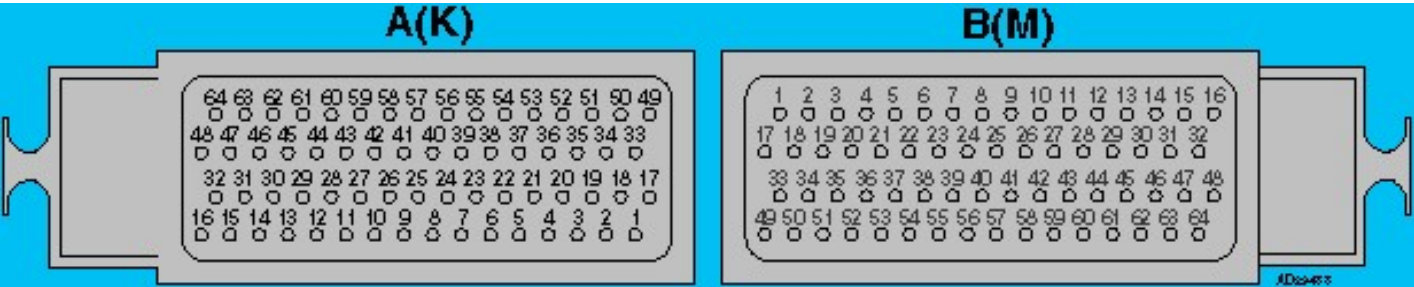 A(K) B(M)
64 63 62 61 60 59 58 57 56 55 54 53 52 51 50 49
48 47 46 45 44 43 42 41 40 39 38 37 36 35 34 33
32 31 30 29 28 27 26 25 24 23 22 21 20 19 18 17
16 15 14 13 12 11 10 9 8 7 6 5 4 3 2 1
1 2 3 4 5 6 7 8 9 10 11 12 13 14 15 16
17 18 19 20 21 22 23 24 25 26 27 28 29 30 31 32
33 34 35 36 37 38 39 40 41 42 43 44 45 46 47 48
49 50 51 52 53 54 55 56 57 58 59 60 61 62 63 64